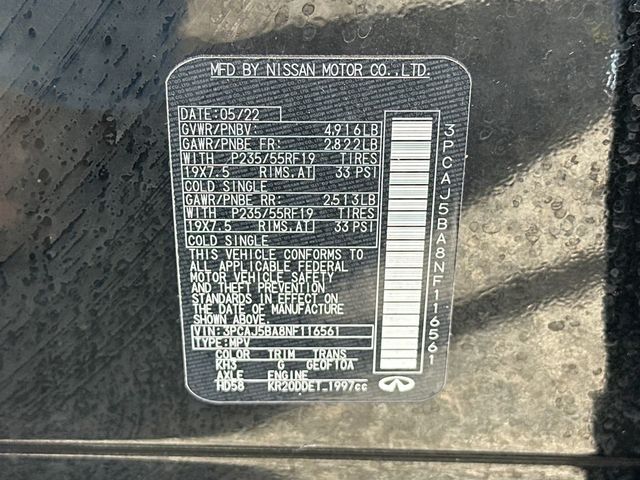 MFD BY NISSAN MOTOR CO.,LTD.
DATE: 05/22
GVWR/PNBV: 4,916LB
GAWR/PNBE FR: 2,822LB
WITH P235/55RF19 TIRES
19X7.5 RIMS.AT 33 PSI
COLD SINGLE
GAWR/PNBE RR: 2,513LB
WITH P235/55RF19 TIRES
19X7.5 RIMS.AT 33 PSI
COLD SINGLE
THIS VEHICLE CONFORMS TO
ALL APPLICABLE FEDERAL
MOTOR VEHICLE SAFETY
AND THEFT PREVENTION
STANDARDS IN EFFECT ON
THE DATE OF MANUFACTURE
SHOWN ABOVE.
VIN: 3PCAJ5BA8NF116561
TYPE: MPV
COLOR TRIM TRANS
KH3 G GE0F10A
AXLE ENGINE
HD58 KR20DDET_1997cc
3PCAJ5BA8NF116561